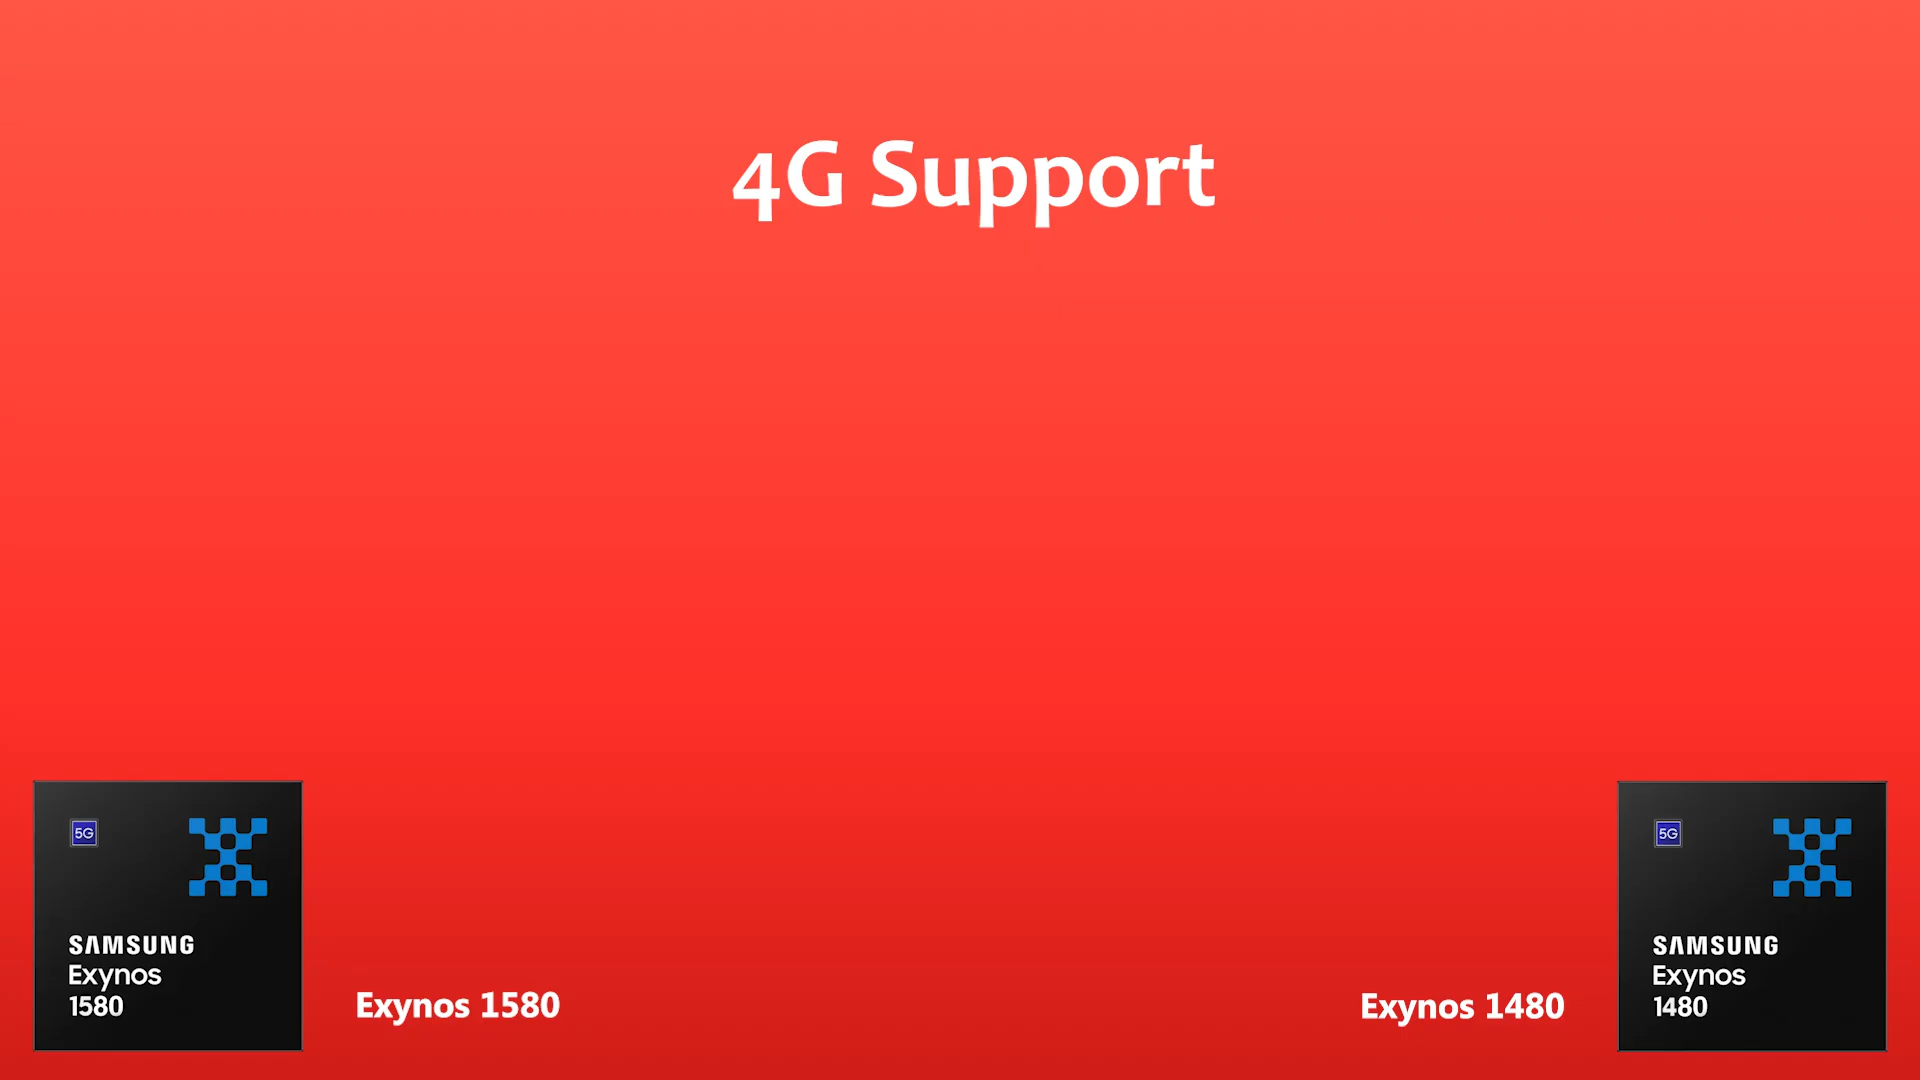 4G Support
5G
SAMSUNG
Exynos
1580
Exynos 1580
Exynos 1480
5G
SAMSUNG
Exynos
1480